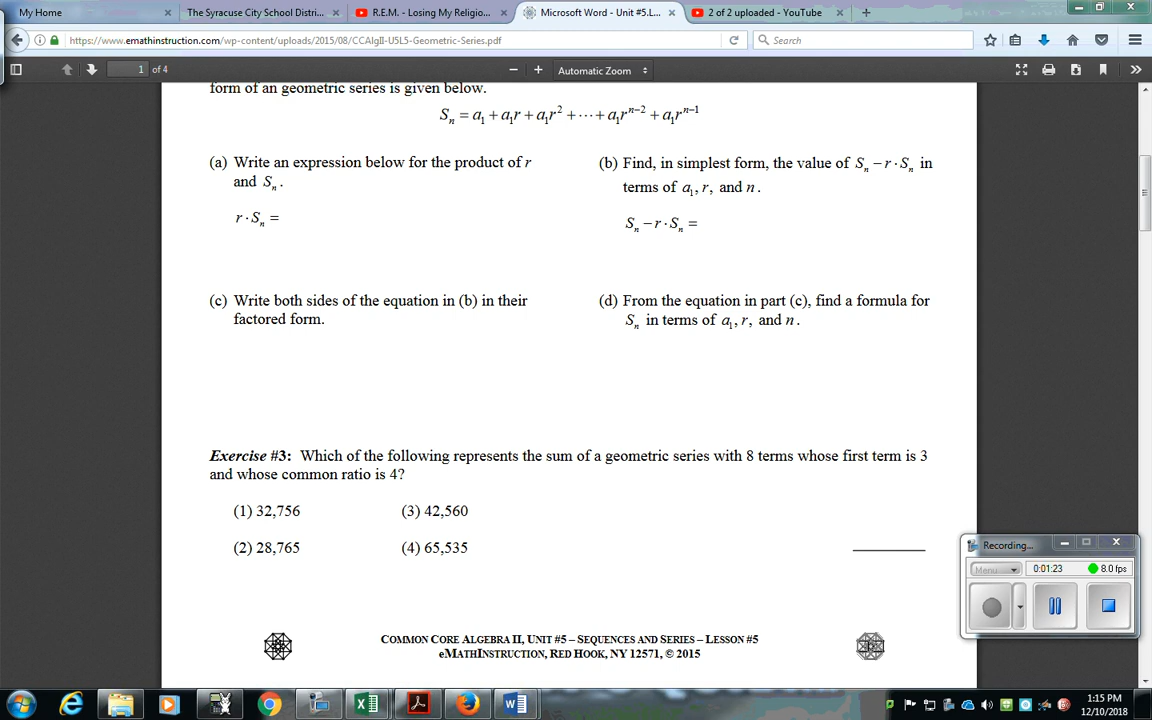 My Home
The Syracuse City School Distri...
R.E.M. - Losing My Religio...
Microsoft Word - Unit #5.L...
2 of 2 uploaded - YouTube
https://www.emathinstruction.com/wp-content/uploads/2015/08/CCAlgII-U5L5-Geometric-Series.pdf
Search
1 of 4
Automatic Zoom
form of an geometric series is given below.
Sₙ = a₁ + a₁r + a₁r² + ⋯ + a₁rⁿ⁻² + a₁rⁿ⁻¹
(a) Write an expression below for the product of r
and Sₙ.
r · Sₙ =
(b) Find, in simplest form, the value of Sₙ − r · Sₙ in
terms of a₁, r, and n.
Sₙ − r · Sₙ =
(c) Write both sides of the equation in (b) in their
factored form.
(d) From the equation in part (c), find a formula for
Sₙ in terms of a₁, r, and n.
Exercise #3: Which of the following represents the sum of a geometric series with 8 terms whose first term is 3
and whose common ratio is 4?
(1) 32,756 (3) 42,560
(2) 28,765 (4) 65,535
COMMON CORE ALGEBRA II, UNIT #5 – SEQUENCES AND SERIES – LESSON #5
eMATHINSTRUCTION, RED HOOK, NY 12571, © 2015
Recording...
Menu
0:01:23
8.0 fps
1:15 PM
12/10/2018